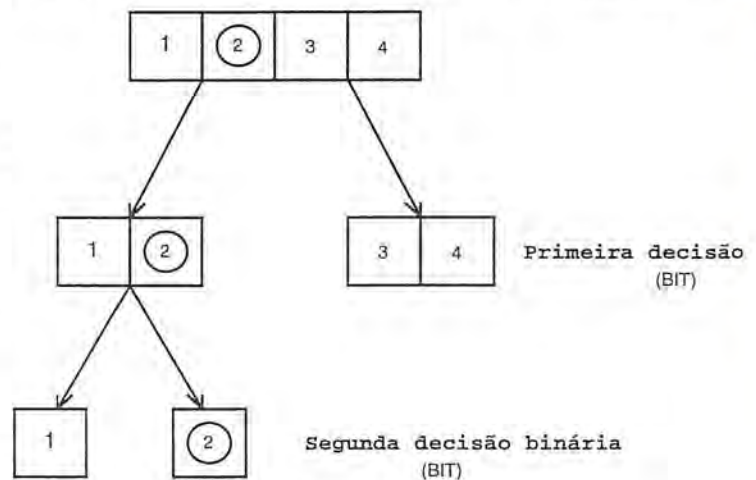 1 2 3 4
1 2 3 4 Primeira decisão
(BIT)
1 2 Segunda decisão binária
(BIT)